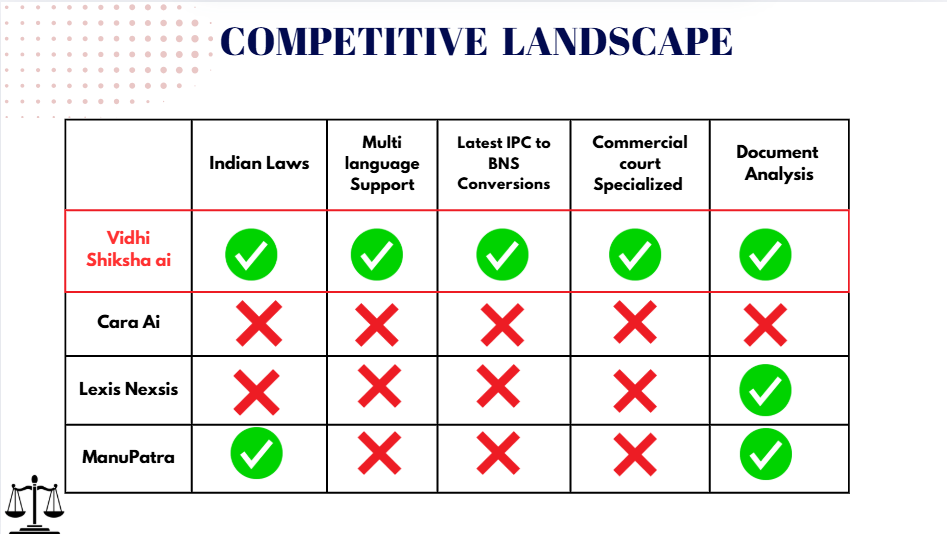 COMPETITIVE LANDSCAPE
Indian Laws
Multi
language
Support
Latest IPC to
BNS
Conversions
Commercial
court
Specialized
Document
Analysis
Vidhi
Shiksha ai
Cara Ai
Lexis Nexsis
ManuPatra